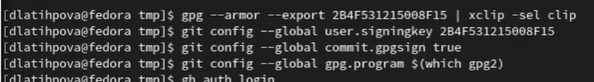 [dlatihpova@fedora tmp]$ gpg --armor --export 2B4F531215008F15 | xclip -sel clip
[dlatihpova@fedora tmp]$ git config --global user.signingkey 2B4F531215008F15
[dlatihpova@fedora tmp]$ git config --global commit.gpgsign true
[dlatihpova@fedora tmp]$ git config --global gpg.program $(which gpg2)
[dlatihpova@fedora tmp]$ gh auth login